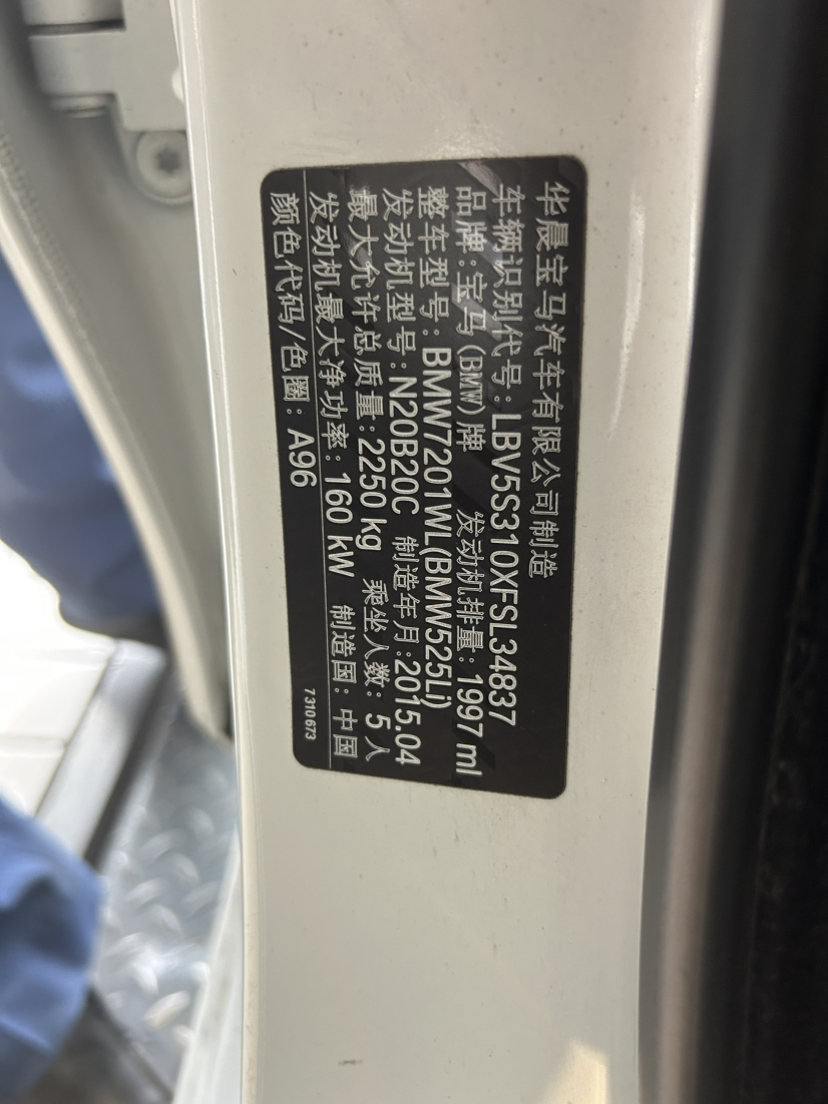 华晨宝马汽车有限公司制造
车辆识别代号: LBV5S310XFSL34837
品牌:宝马(BMW)牌 发动机排量: 1997 ml
整车型号: BMW7201WL(BMW525Li)
发动机型号: N20B20C 制造年月:2015.04
最大允许总质量:2250 kg 乘坐人数: 5 人
发动机最大净功率: 160 kW 制造国: 中国
颜色代码/色圈: A96
7 310 673